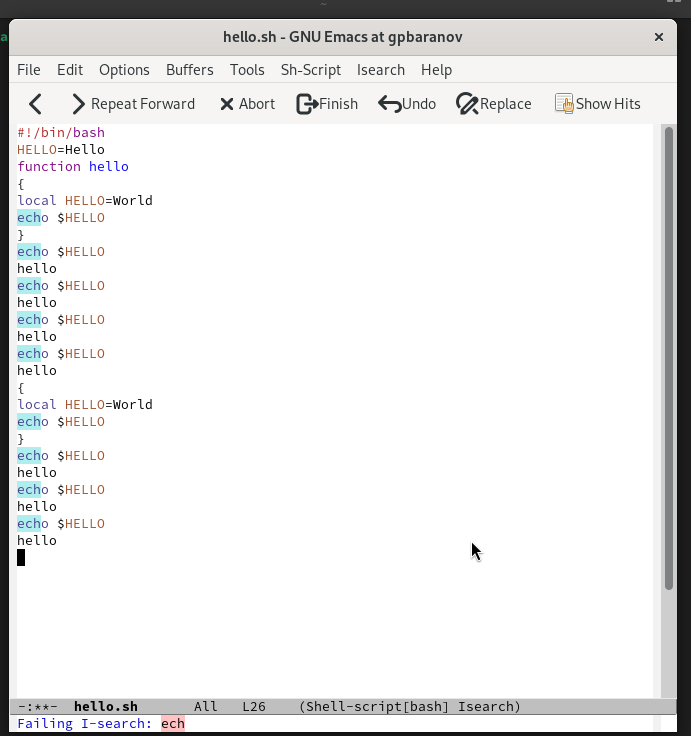 a
hello.sh - GNU Emacs at gpbaranov ×
File Edit Options Buffers Tools Sh-Script Isearch Help
Repeat Forward Abort Finish Undo Replace Show Hits
#!/bin/bash
HELLO=Hello
function hello
{
local HELLO=World
echo $HELLO
}
echo $HELLO
hello
echo $HELLO
hello
echo $HELLO
hello
echo $HELLO
hello
{
local HELLO=World
echo $HELLO
}
echo $HELLO
hello
echo $HELLO
hello
echo $HELLO
hello
-:**- hello.sh All L26 (Shell-script[bash] Isearch)
Failing I-search: ech